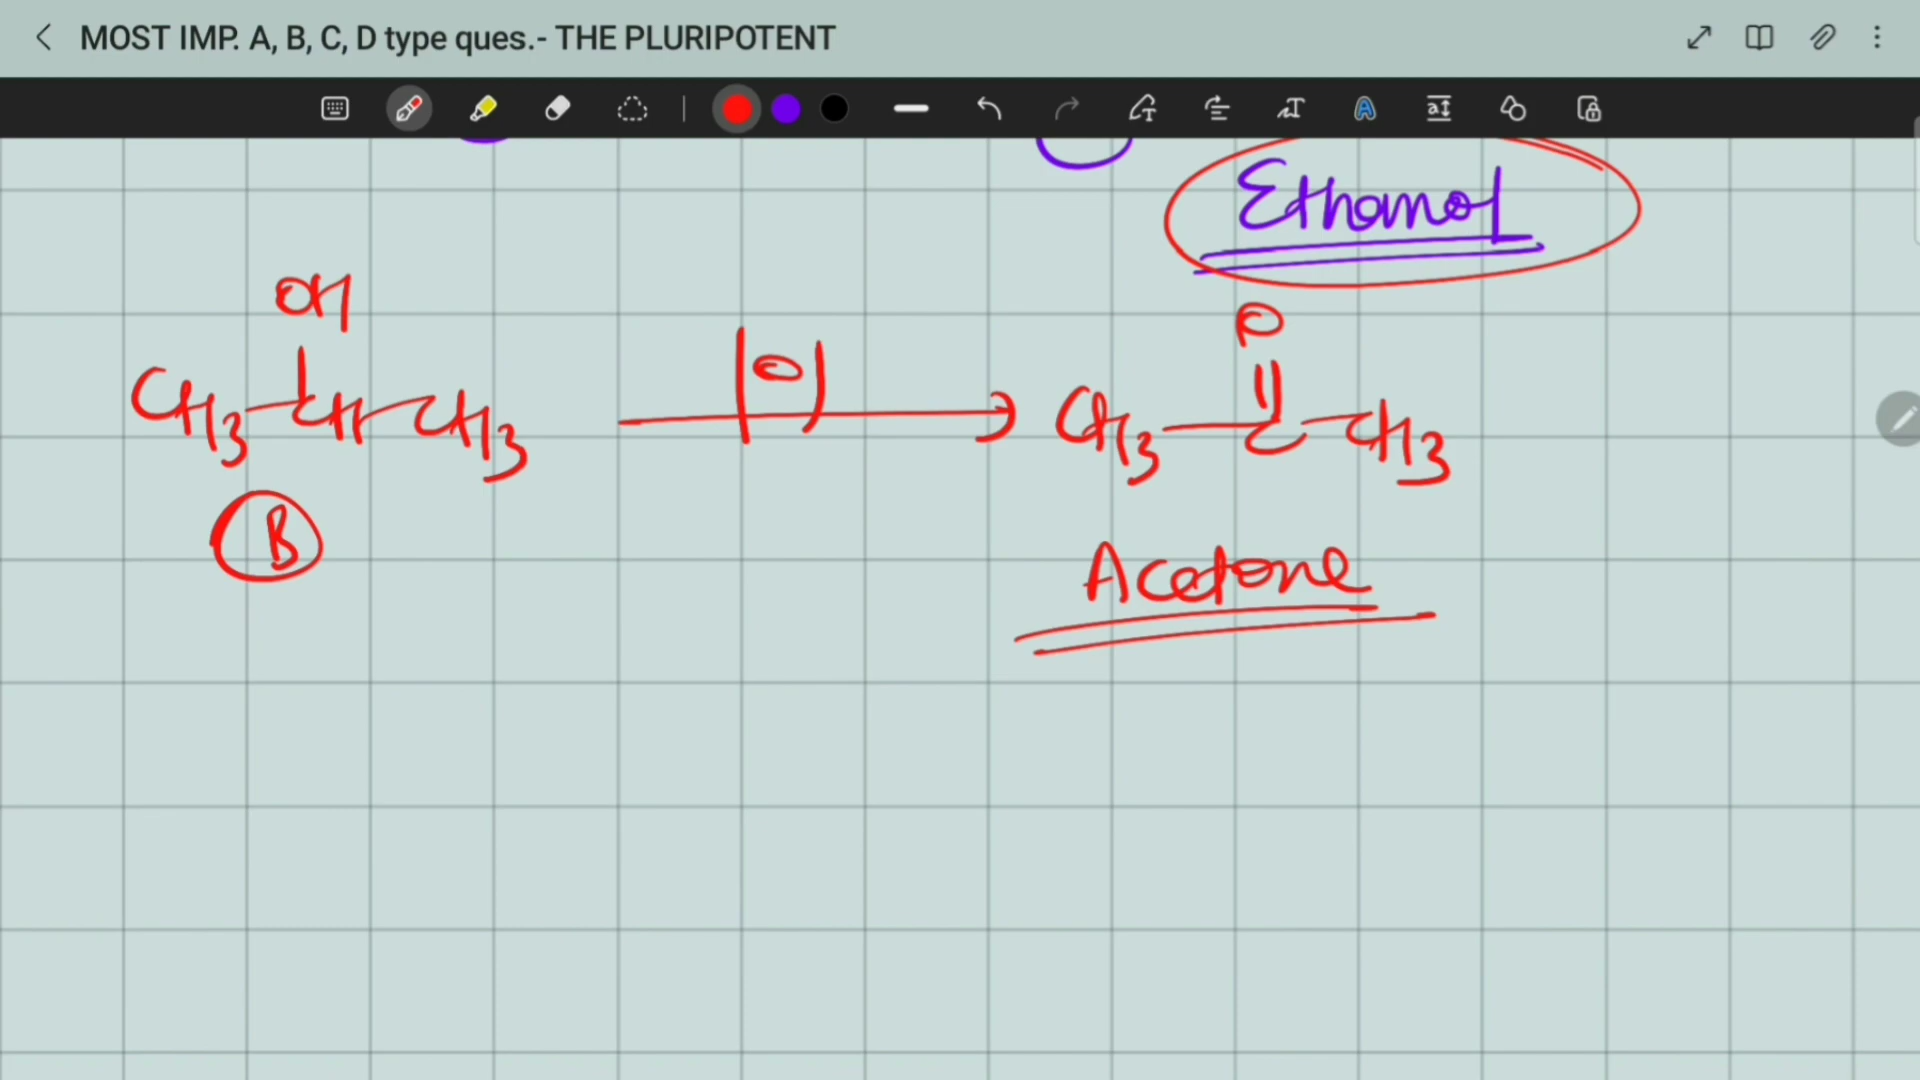 MOST IMP. A, B, C, D type ques.- THE PLURIPOTENT
Ethanol
OH
O
CH3-CH-CH3
|O|
CH3-C-CH3
B
Acetone